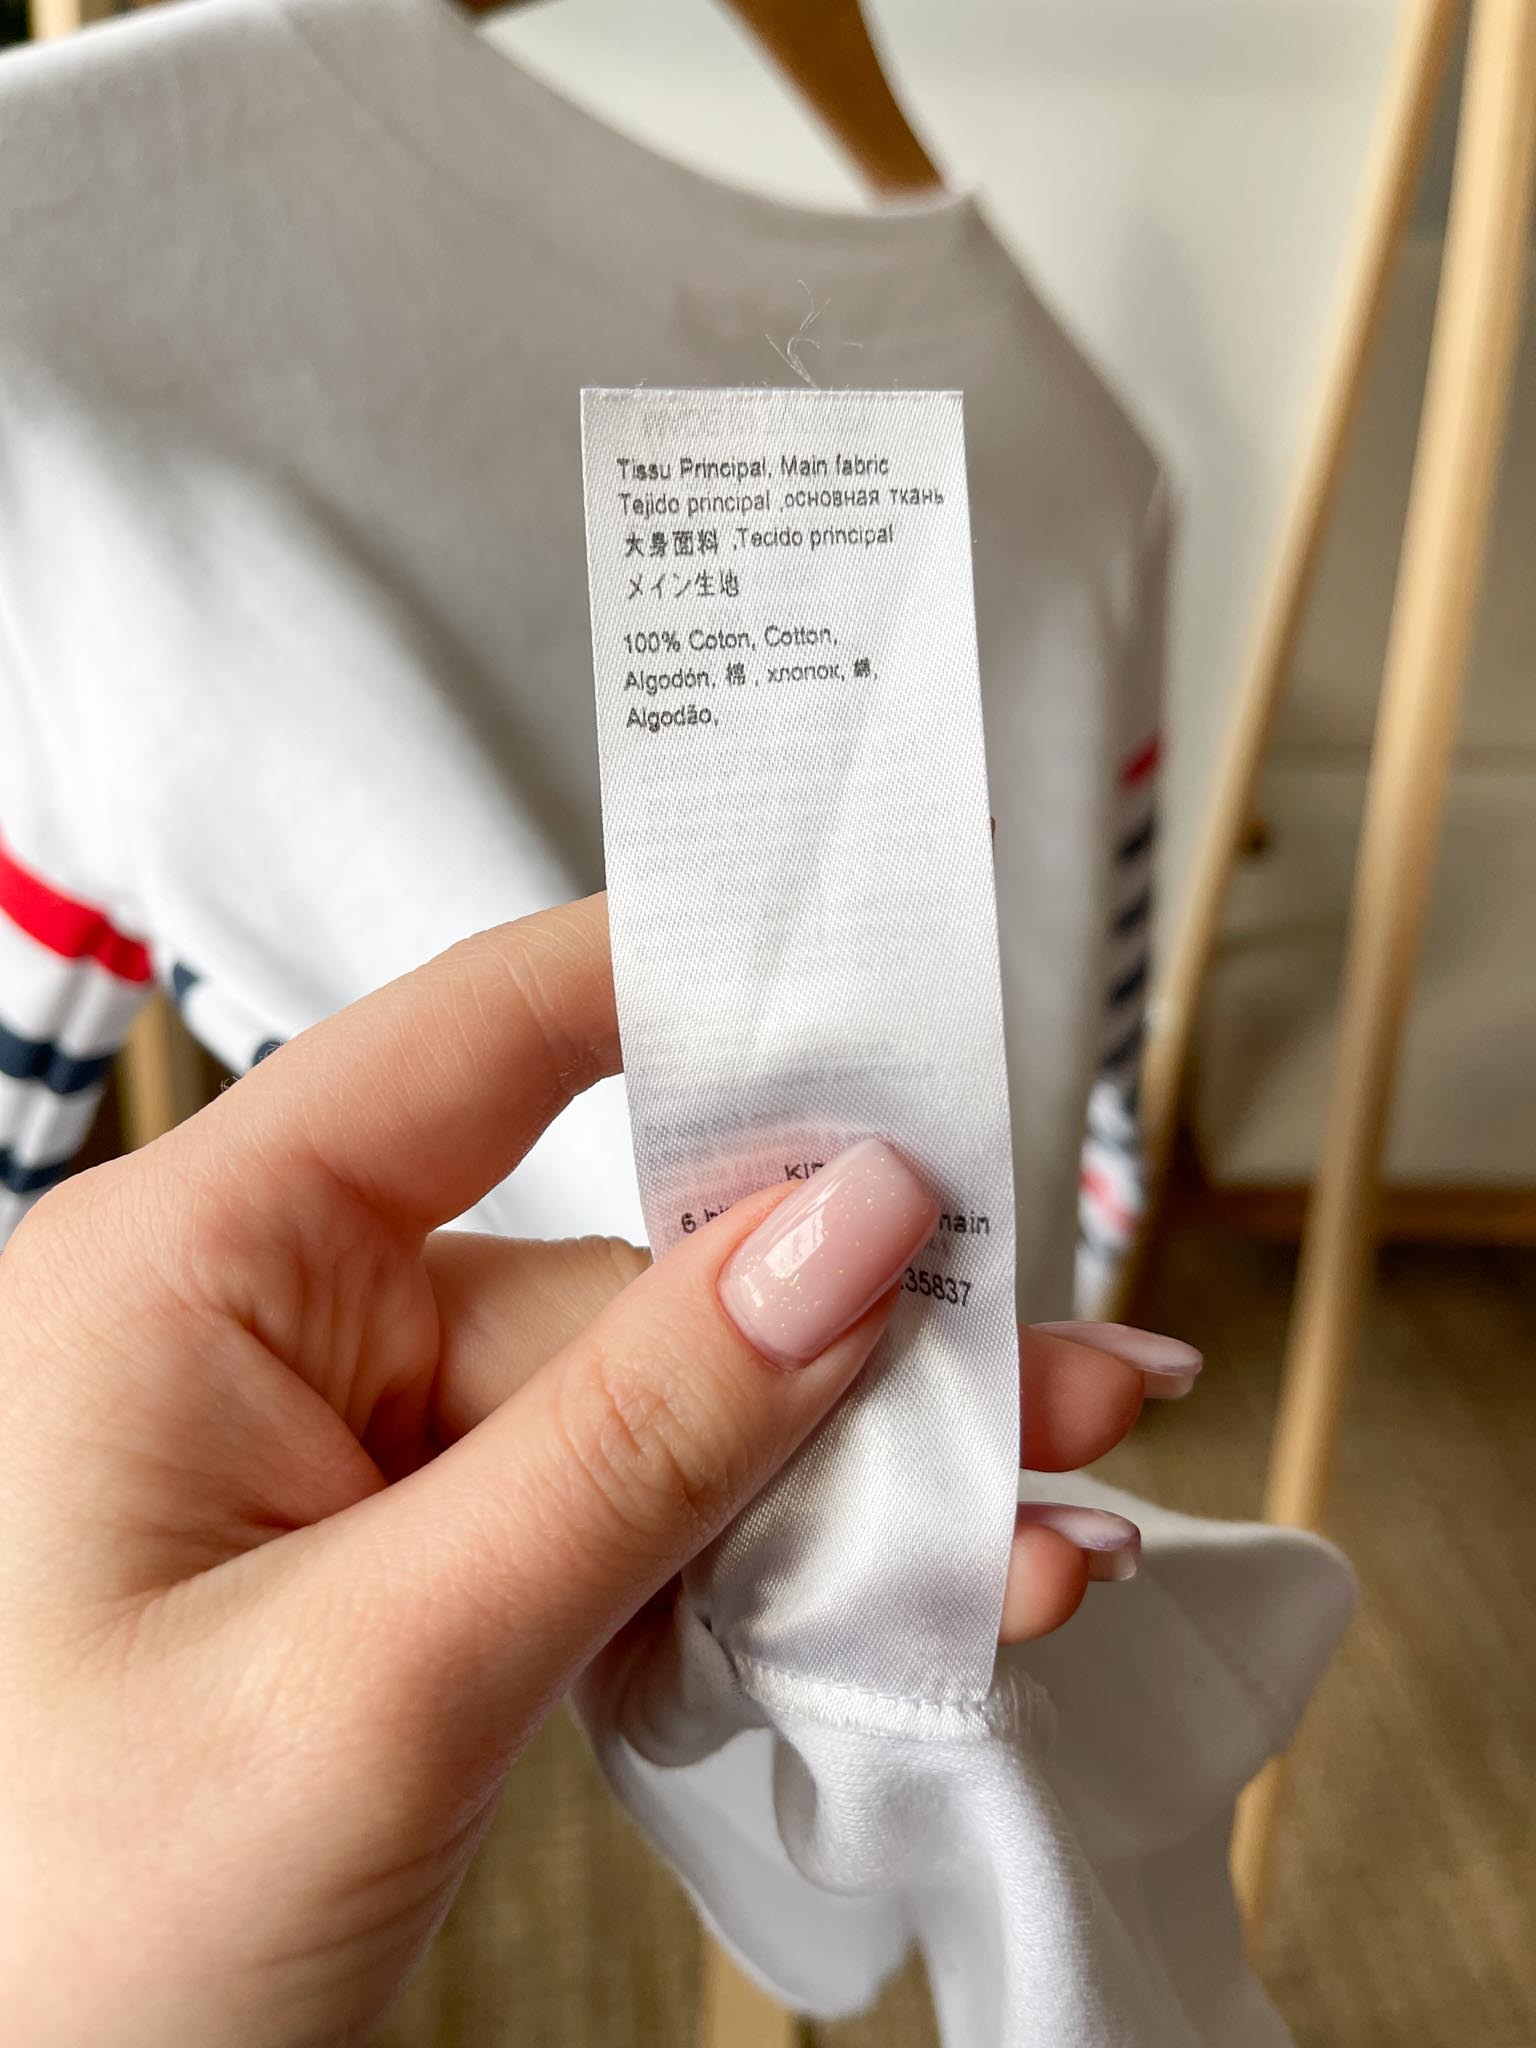 Tissu Principal, Main fabric
Tejido principal ,основная ткань
大身面料 ,Tecido principal
メイン生地
100% Coton, Cotton,
Algodón, 棉 , хлопок, 綿,
Algodão,
6
35837